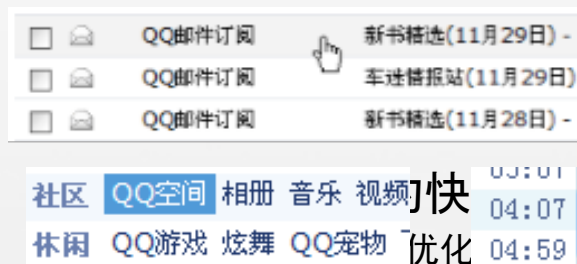 QQ邮件订阅 新书精选(11月29日) -
QQ邮件订阅 车迷情报站(11月29日)
QQ邮件订阅 新书精选(11月28日) -
社区 QQ空间 相册 音乐 视频 快
04:07
休闲 QQ游戏 炫舞 QQ宠物 优化
04:59